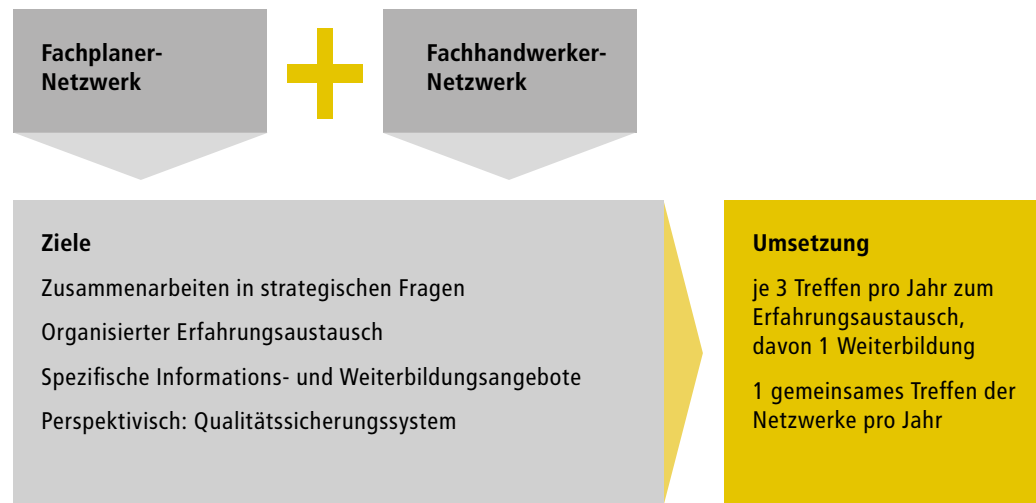 Fachplaner-
Netzwerk
Fachhandwerker-
Netzwerk
Ziele
Zusammenarbeiten in strategischen Fragen
Organisierter Erfahrungsaustausch
Spezifische Informations- und Weiterbildungsangebote
Perspektivisch: Qualitätssicherungssystem
Umsetzung
je 3 Treffen pro Jahr zum
Erfahrungsaustausch,
davon 1 Weiterbildung
1 gemeinsames Treffen der
Netzwerke pro Jahr